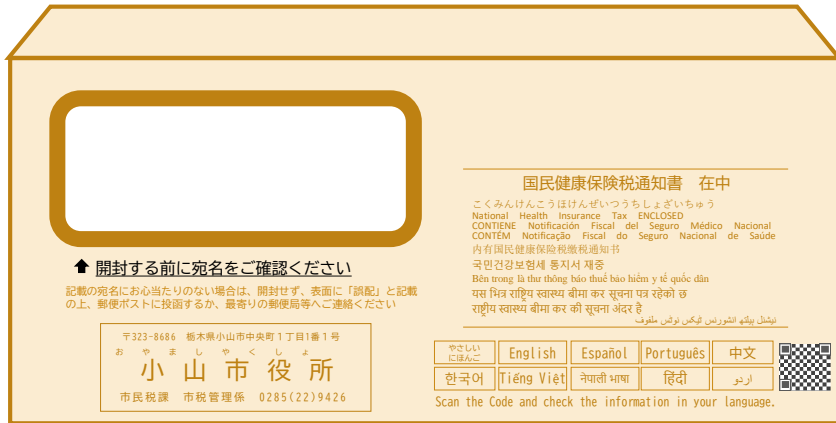 国民健康保険税通知書　在中
こくみんけんこうほけんぜいつうちしょざいちゅう
National Health Insurance Tax ENCLOSED
CONTIENE Notificación Fiscal del Seguro Médico Nacional
CONTÉM Notificação Fiscal do Seguro Nacional de Saúde
内有国民健康保险税缴税通知书
국민건강보험세 통지서 재중
Bên trong là thư thông báo thuế bảo hiểm y tế quốc dân
यस भित्र राष्ट्रिय स्वास्थ्य बीमा कर सूचना पत्र रहेको छ
राष्ट्रीय स्वास्थ्य बीमा कर की सूचना अंदर है
نیشنل ہیلتھ انشورنس ٹیکس نوٹس ملفوف
⬆ 開封する前に宛名をご確認ください
記載の宛名にお心当たりのない場合は、開封せず、表面に「誤配」と記載
の上、郵便ポストに投函するか、最寄りの郵便局等へご連絡ください
〒323-8686　栃木県小山市中央町１丁目1番１号
おやましやくしょ
小山市役所
市民税課　市税管理係　0285(22)9426
やさしい
にほんご
English
Español
Português
中文
한국어
Tiếng Việt
नेपाली भाषा
हिंदी
اردو
Scan the Code and check the information in your language.